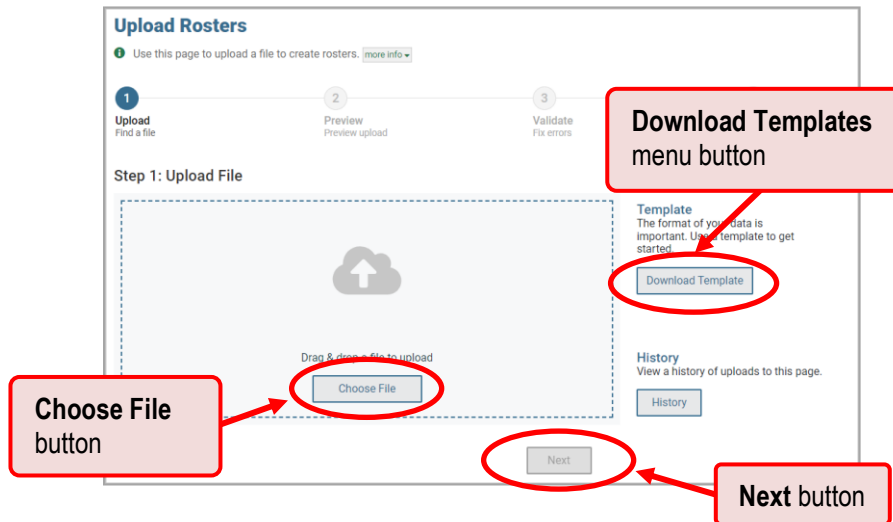 Upload Rosters
Use this page to upload a file to create rosters. more info
1
2
3
Upload
Preview
Validate
Find a file
Preview upload
Fix errors
Download Templates
menu button
Step 1: Upload File
Template
The format of your data is
important. Use a template to get
started.
Download Template
Drag & drop a file to upload
Choose File
History
View a history of uploads to this page.
History
Choose File
button
Next
Next button